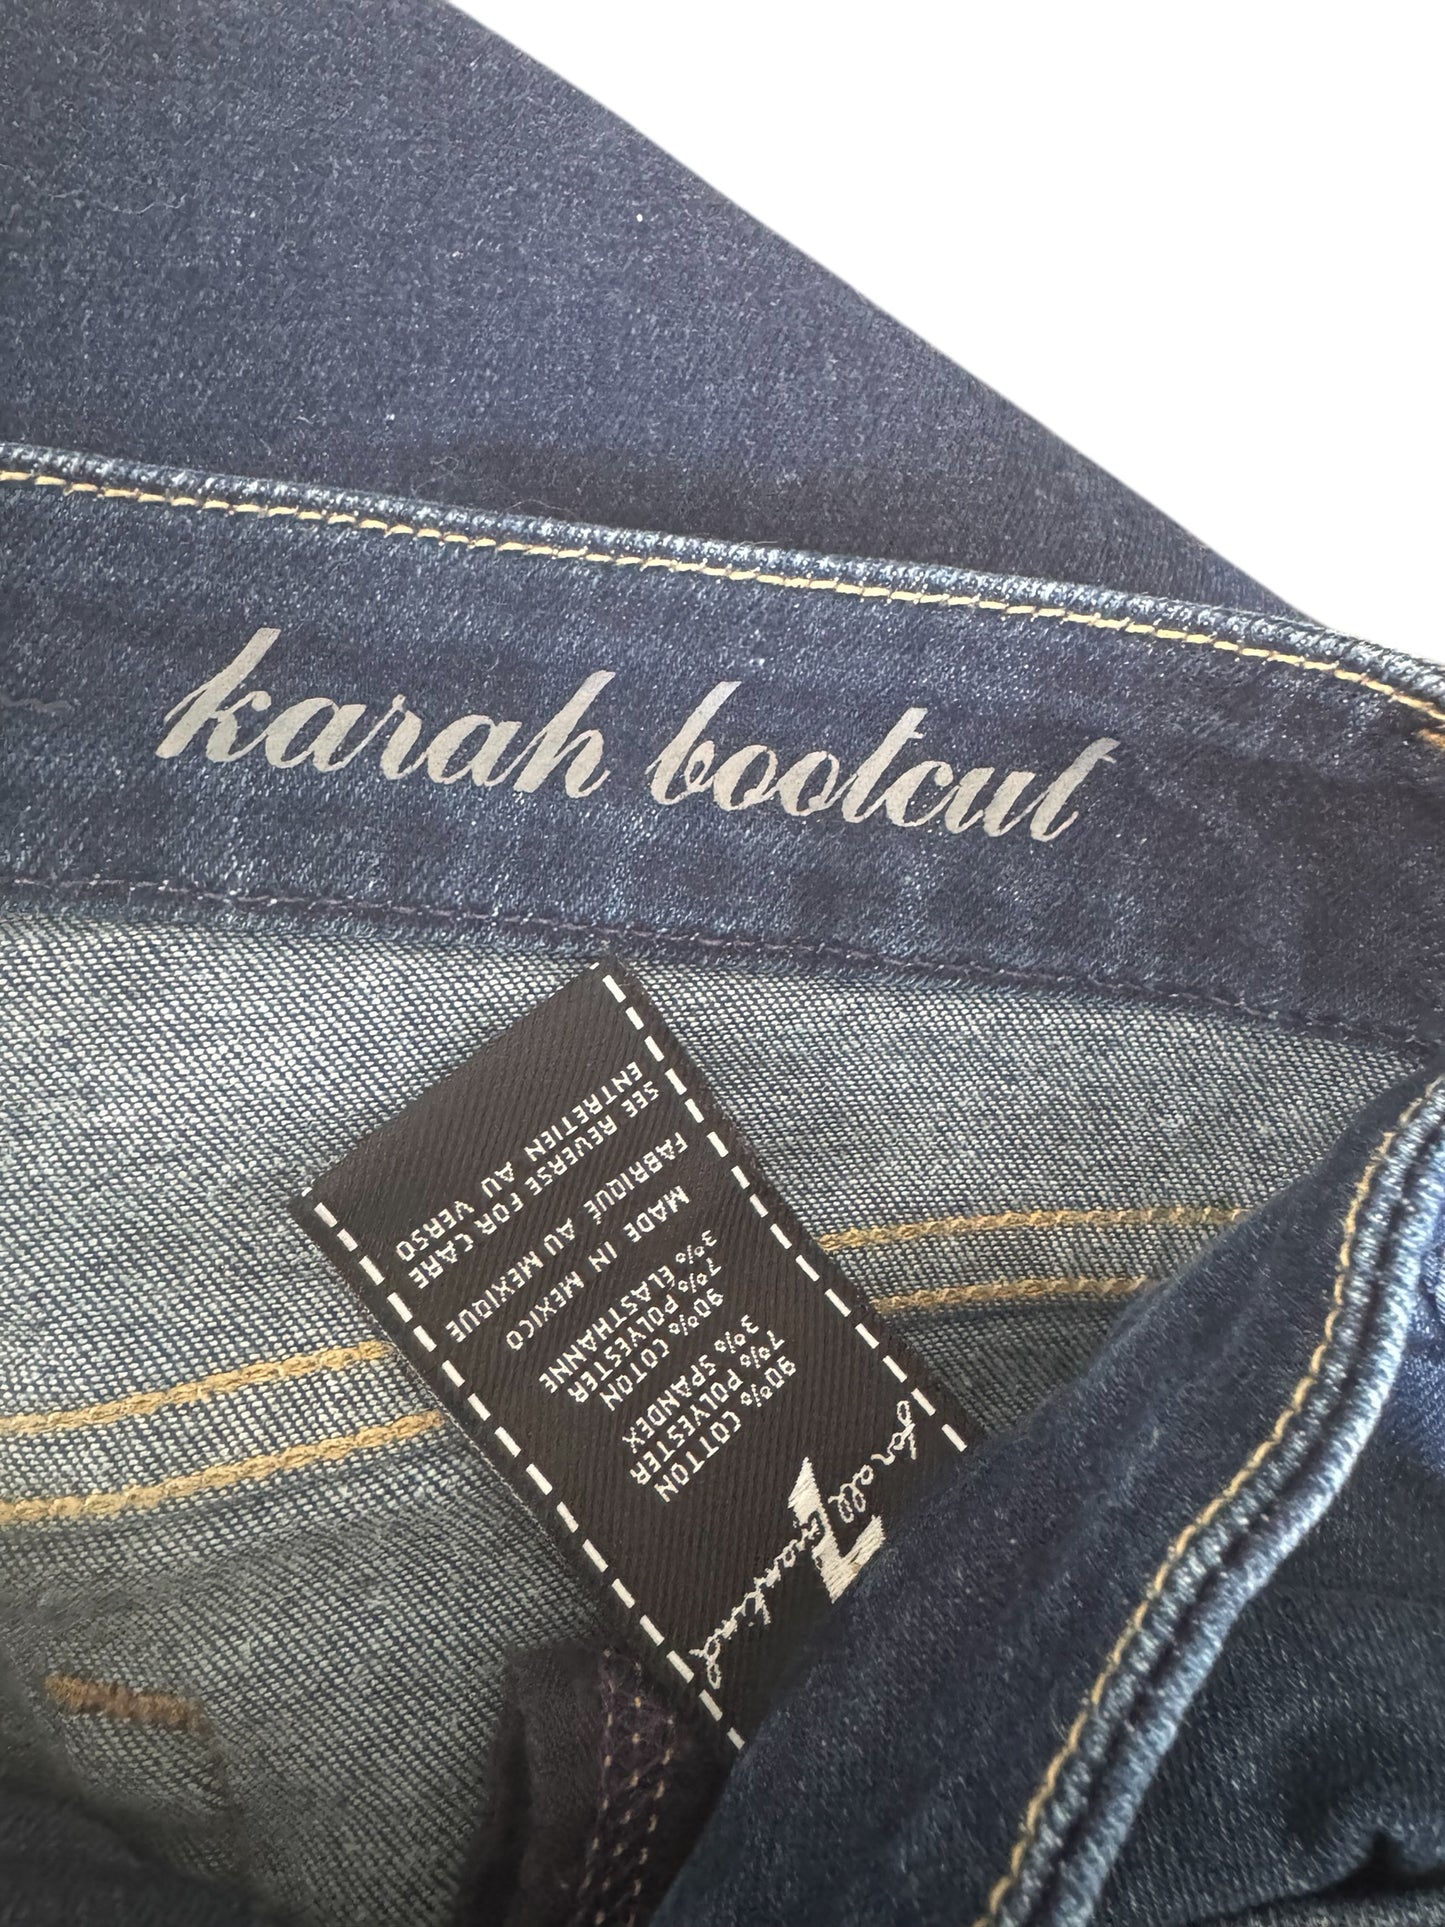 karah bootcut
for all 7 mankind
90% COTTON
7% POLYESTER
3% SPANDEX
90% COTON
7% POLYESTER
3% ELASTHANNE
MADE IN MEXICO
FABRIQUÉ AU MEXIQUE
SEE REVERSE FOR CARE
ENTRETIEN AU VERSO